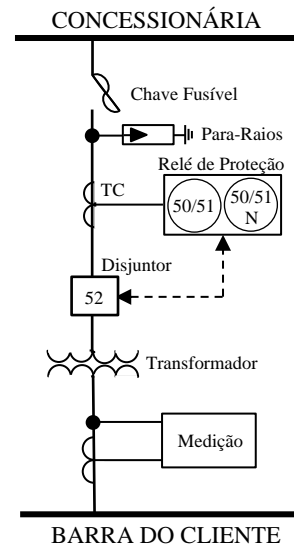 CONCESSIONÁRIA
Chave Fusível
Para-Raios
Relé de Proteção
TC
50/51
50/51
N
Disjuntor
52
Transformador
Medição
BARRA DO CLIENTE